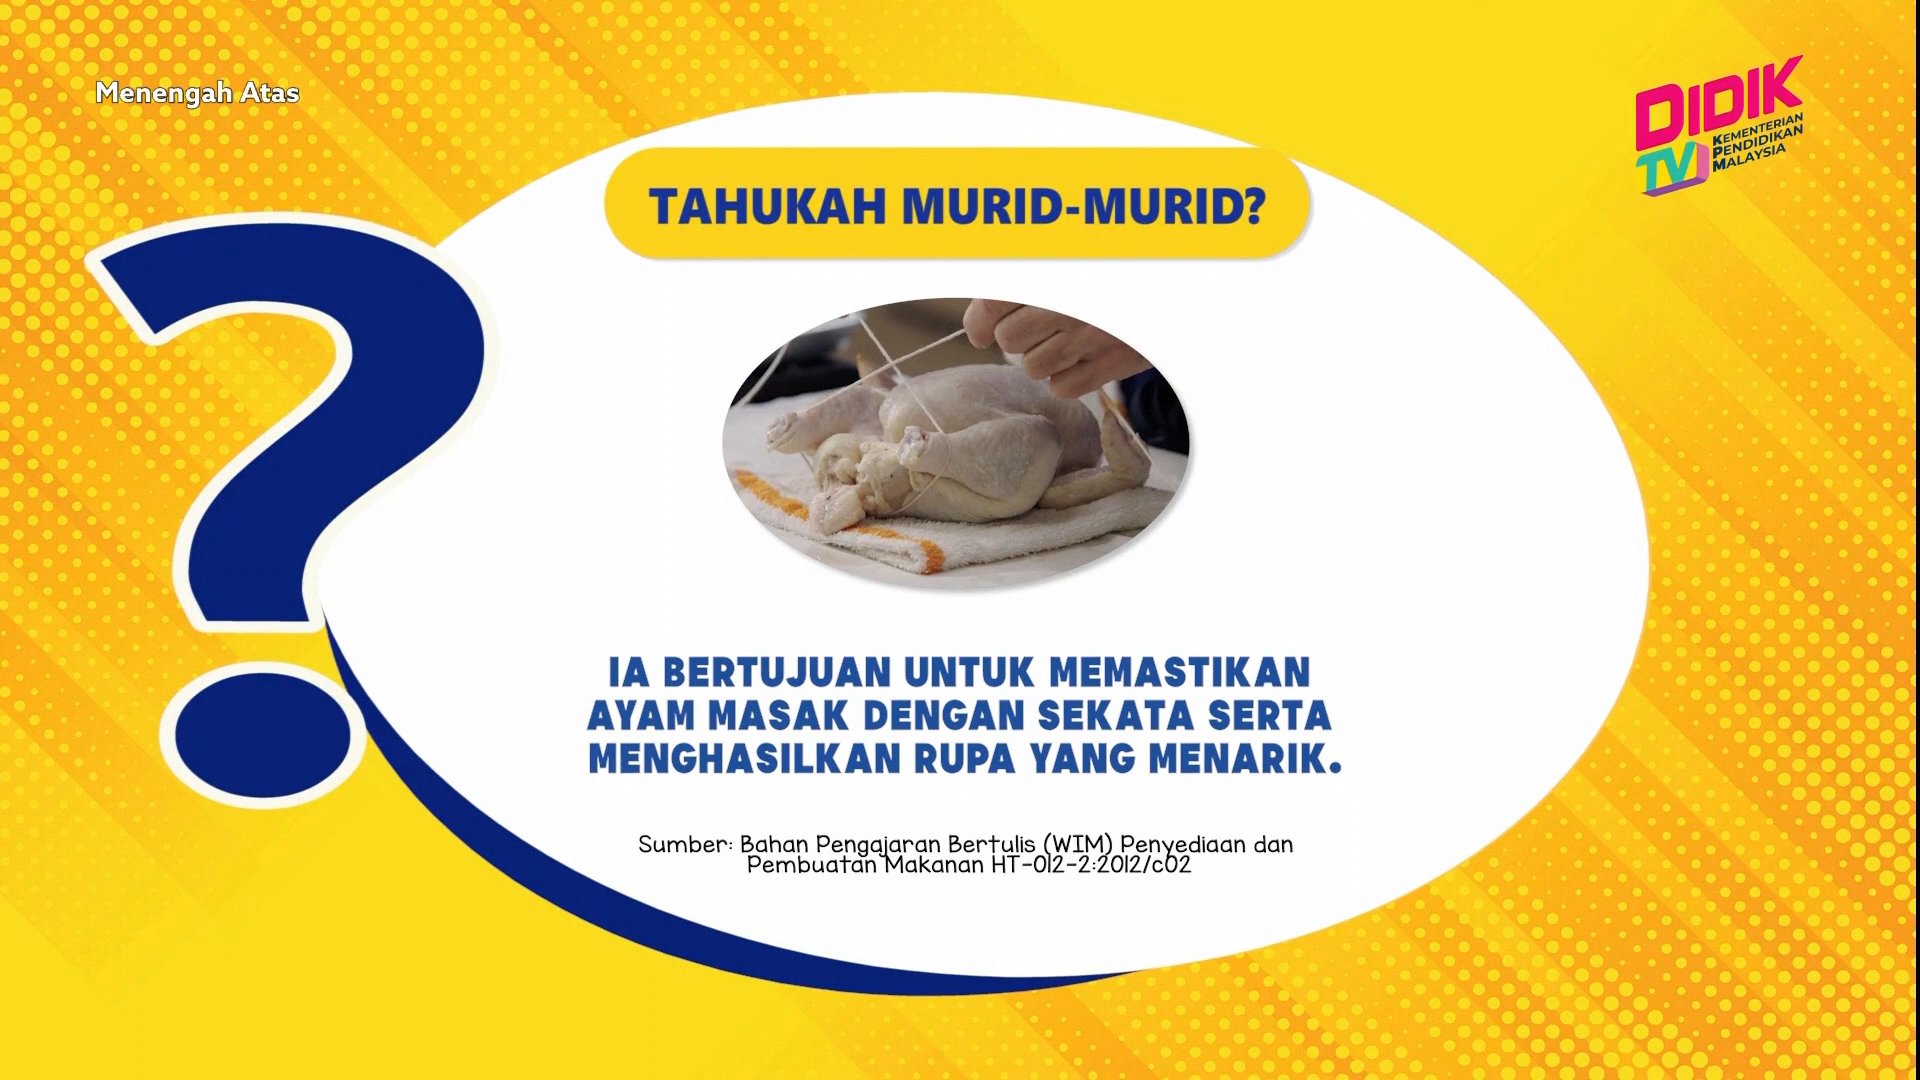 Menengah Atas
DIDIK
TV
KEMENTERIAN
PENDIDIKAN
MALAYSIA
TAHUKAH MURID-MURID?
IA BERTUJUAN UNTUK MEMASTIKAN
AYAM MASAK DENGAN SEKATA SERTA
MENGHASILKAN RUPA YANG MENARIK.
Sumber: Bahan Pengajaran Bertulis (WIM) Penyediaan dan
Pembuatan Makanan HT-012-2:2012/c02